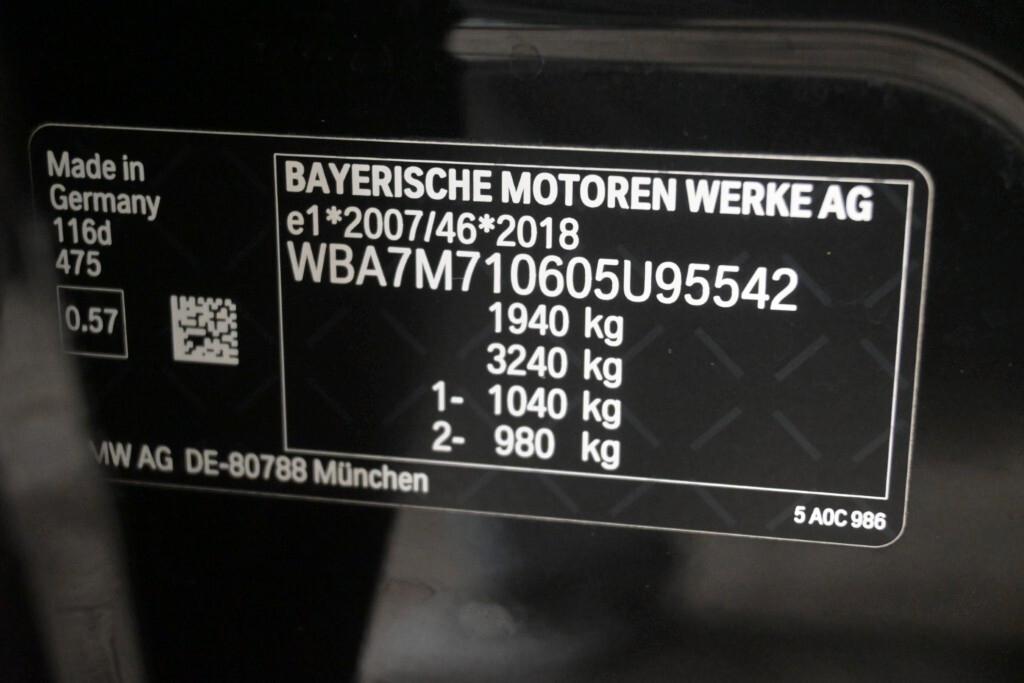 Made in
Germany
116d
475
0.57
BAYERISCHE MOTOREN WERKE AG
e1*2007/46*2018
WBA7M710605U95542
1940 kg
3240 kg
1- 1040 kg
2- 980 kg
MW AG DE-80788 München
5 A0C 986